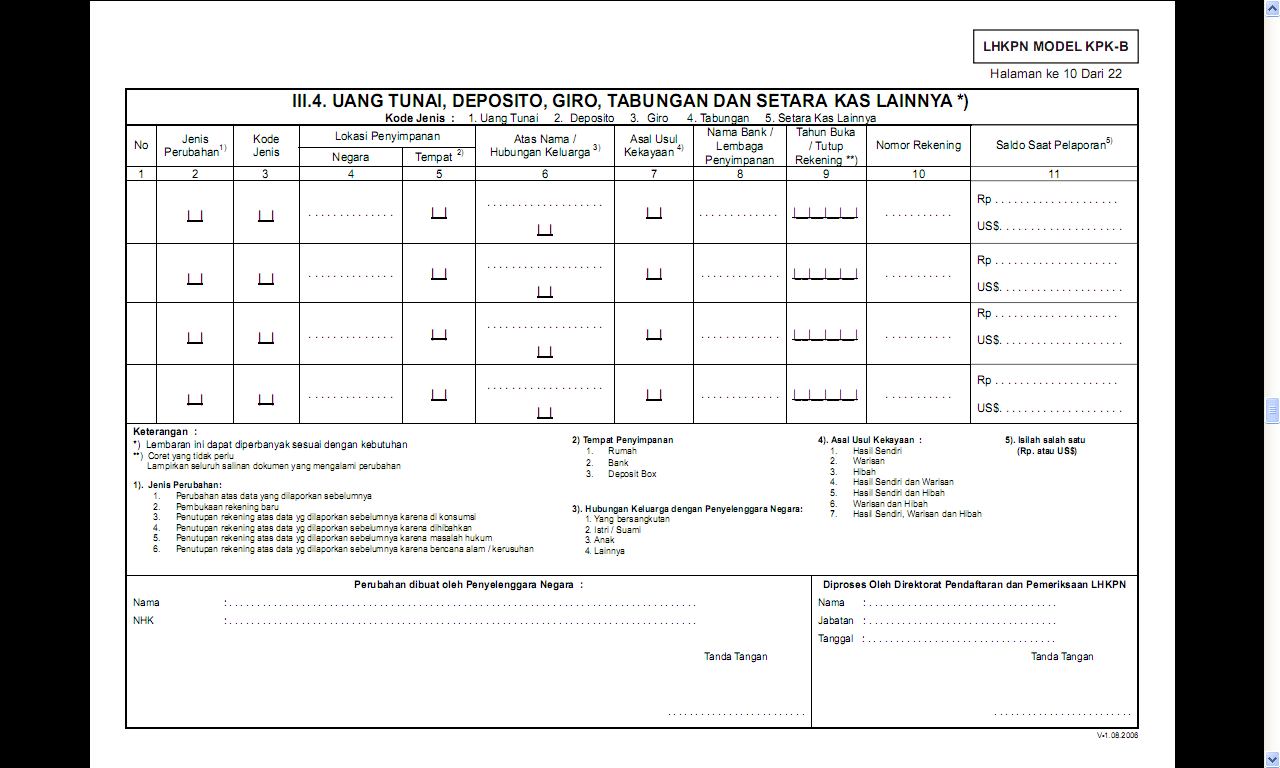 LHKPN MODEL KPK-B
Halaman ke 10 Dari 22
III.4. UANG TUNAI, DEPOSITO, GIRO, TABUNGAN DAN SETARA KAS LAINNYA *)
Kode Jenis : 1. Uang Tunai 2. Deposito 3. Giro 4. Tabungan 5. Setara Kas Lainnya
No
Jenis
Perubahan1)
Kode
Jenis
Lokasi Penyimpanan
Negara
Tempat 2)
Atas Nama /
Hubungan Keluarga 3)
Asal Usul
Kekayaan 4)
Nama Bank /
Lembaga
Penyimpanan
Tahun Buka
/ Tutup
Rekening **)
Nomor Rekening
Saldo Saat Pelaporan5)
1 2 3 4 5 6 7 8 9 10 11
Rp . . . . . . . . . . . . . . . . . . . .
US$. . . . . . . . . . . . . . . . . . . .
Rp . . . . . . . . . . . . . . . . . . . .
US$. . . . . . . . . . . . . . . . . . . .
Rp . . . . . . . . . . . . . . . . . . . .
US$. . . . . . . . . . . . . . . . . . . .
Rp . . . . . . . . . . . . . . . . . . . .
US$. . . . . . . . . . . . . . . . . . . .
Keterangan :
*) Lembaran ini dapat diperbanyak sesuai dengan kebutuhan
**) Coret yang tidak perlu
Lampirkan seluruh salinan dokumen yang mengalami perubahan
1). Jenis Perubahan:
1. Perubahan atas data yang dilaporkan sebelumnya
2. Pembukaan rekening baru
3. Penutupan rekening atas data yg dilaporkan sebelumnya karena di konsumsi
4. Penutupan rekening atas data yg dilaporkan sebelumnya karena dihibahkan
5. Penutupan rekening atas data yg dilaporkan sebelumnya karena masalah hukum
6. Penutupan rekening atas data yg dilaporkan sebelumnya karena bencana alam / kerusuhan
2) Tempat Penyimpanan
1. Rumah
2. Bank
3. Deposit Box
3). Hubungan Keluarga dengan Penyelenggara Negara:
1. Yang bersangkutan
2. Istri / Suami
3. Anak
4. Lainnya
4). Asal Usul Kekayaan :
1. Hasil Sendiri
2. Warisan
3. Hibah
4. Hasil Sendiri dan Warisan
5. Hasil Sendiri dan Hibah
6. Warisan dan Hibah
7. Hasil Sendiri, Warisan dan Hibah
5). Isilah salah satu
(Rp. atau US$)
Perubahan dibuat oleh Penyelenggara Negara :
Nama : . . . . . . . . . . . . . . . . . . . .
NHK : . . . . . . . . . . . . . . . . . . . .
Tanda Tangan
. . . . . . . . . . . . . . . . . . . .
Diproses Oleh Direktorat Pendaftaran dan Pemeriksaan LHKPN
Nama : . . . . . . . . . . . . . . . . . . . .
Jabatan : . . . . . . . . . . . . . . . . . . . .
Tanggal : . . . . . . . . . . . . . . . . . . . .
Tanda Tangan
. . . . . . . . . . . . . . . . . . . .
V-1.08.2006